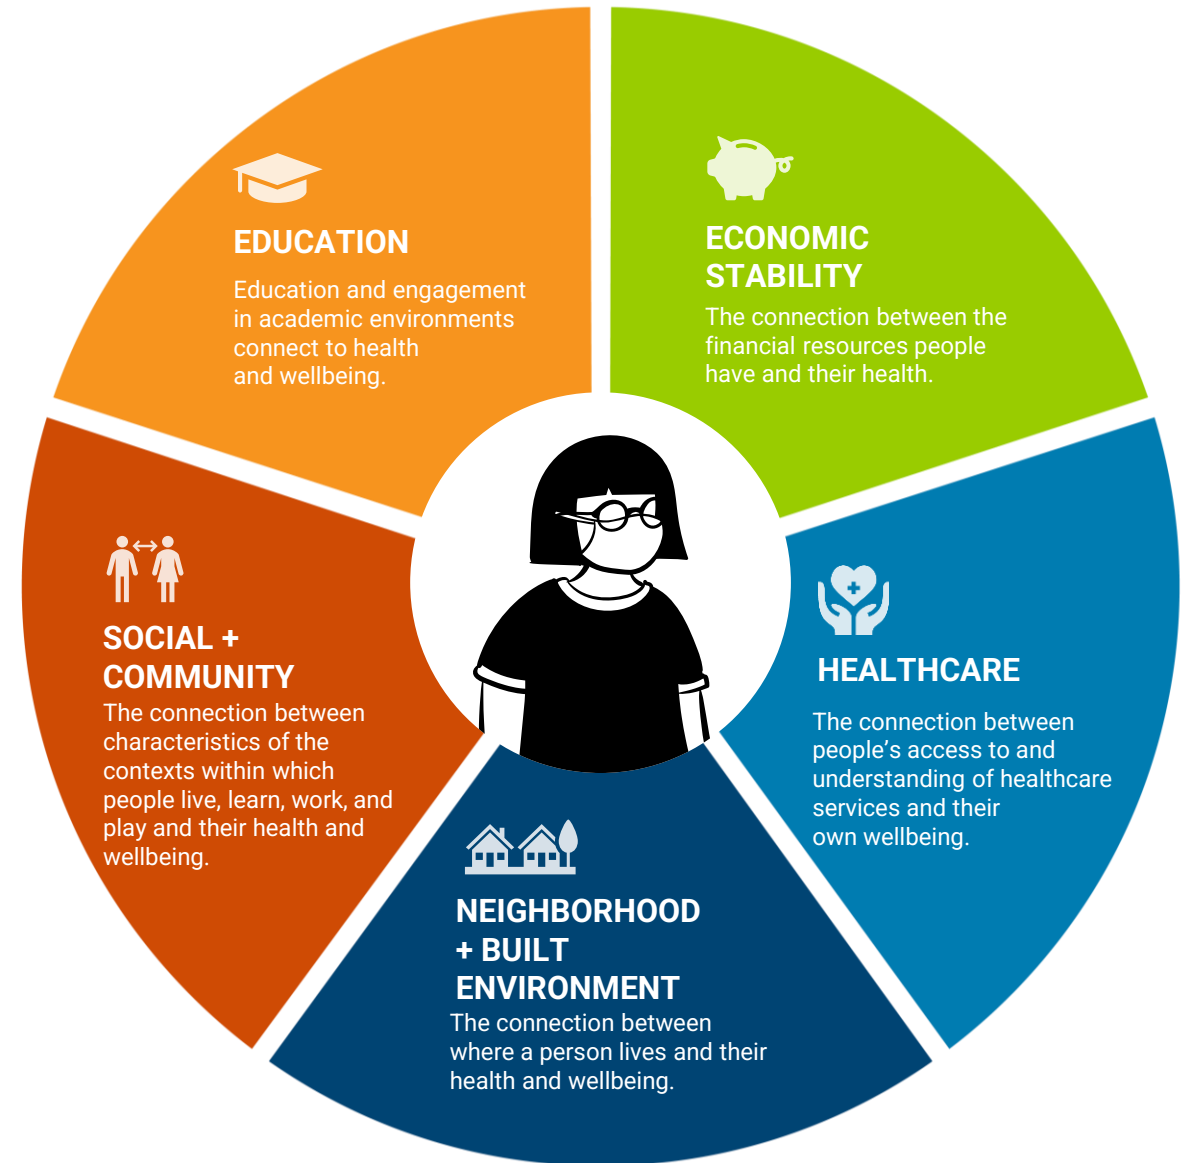 EDUCATION
Education and engagement
in academic environments
connect to health
and wellbeing.
ECONOMIC
STABILITY
The connection between the
financial resources people
have and their health.
SOCIAL +
COMMUNITY
The connection between
characteristics of the
contexts within which
people live, learn, work, and
play and their health and
wellbeing.
HEALTHCARE
The connection between
people’s access to and
understanding of healthcare
services and their
own wellbeing.
NEIGHBORHOOD
+ BUILT
ENVIRONMENT
The connection between
where a person lives and their
health and wellbeing.